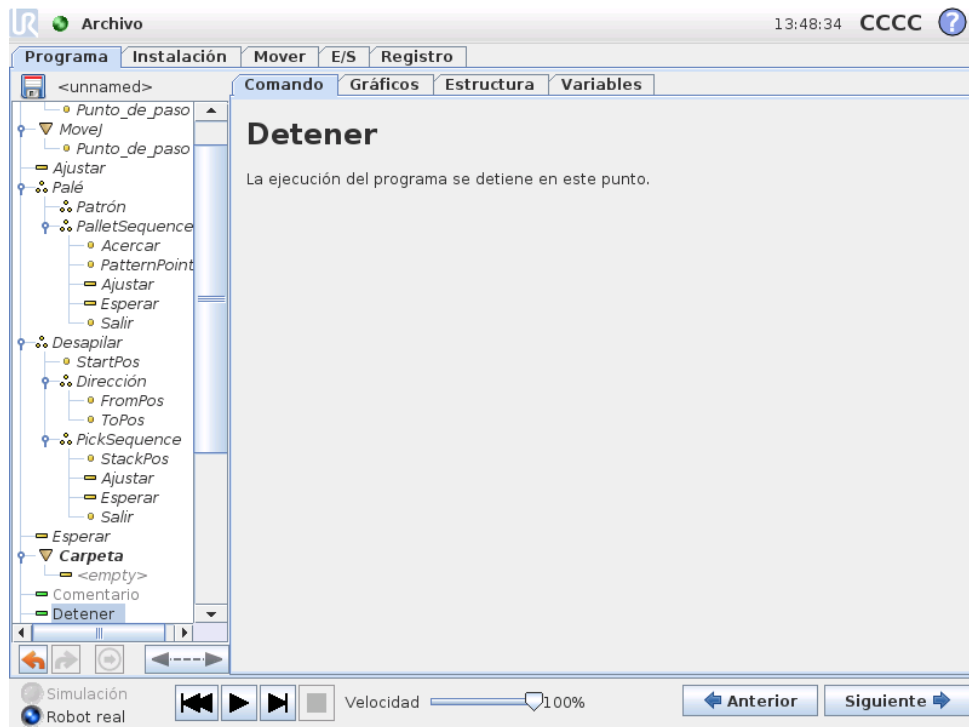 UR Archivo 13:48:34 CCCC ?
Programa Instalación Mover E/S Registro
<unnamed>
Comando Gráficos Estructura Variables
Punto_de_paso
MoveJ
Punto_de_paso
Ajustar
Palé
Patrón
PalletSequence
Acercar
PatternPoint
Ajustar
Esperar
Salir
Desapilar
StartPos
Dirección
FromPos
ToPos
PickSequence
StackPos
Ajustar
Esperar
Salir
Esperar
Carpeta
<empty>
Comentario
Detener
Detener
La ejecución del programa se detiene en este punto.
Simulación
Robot real
Velocidad 100%
Anterior Siguiente